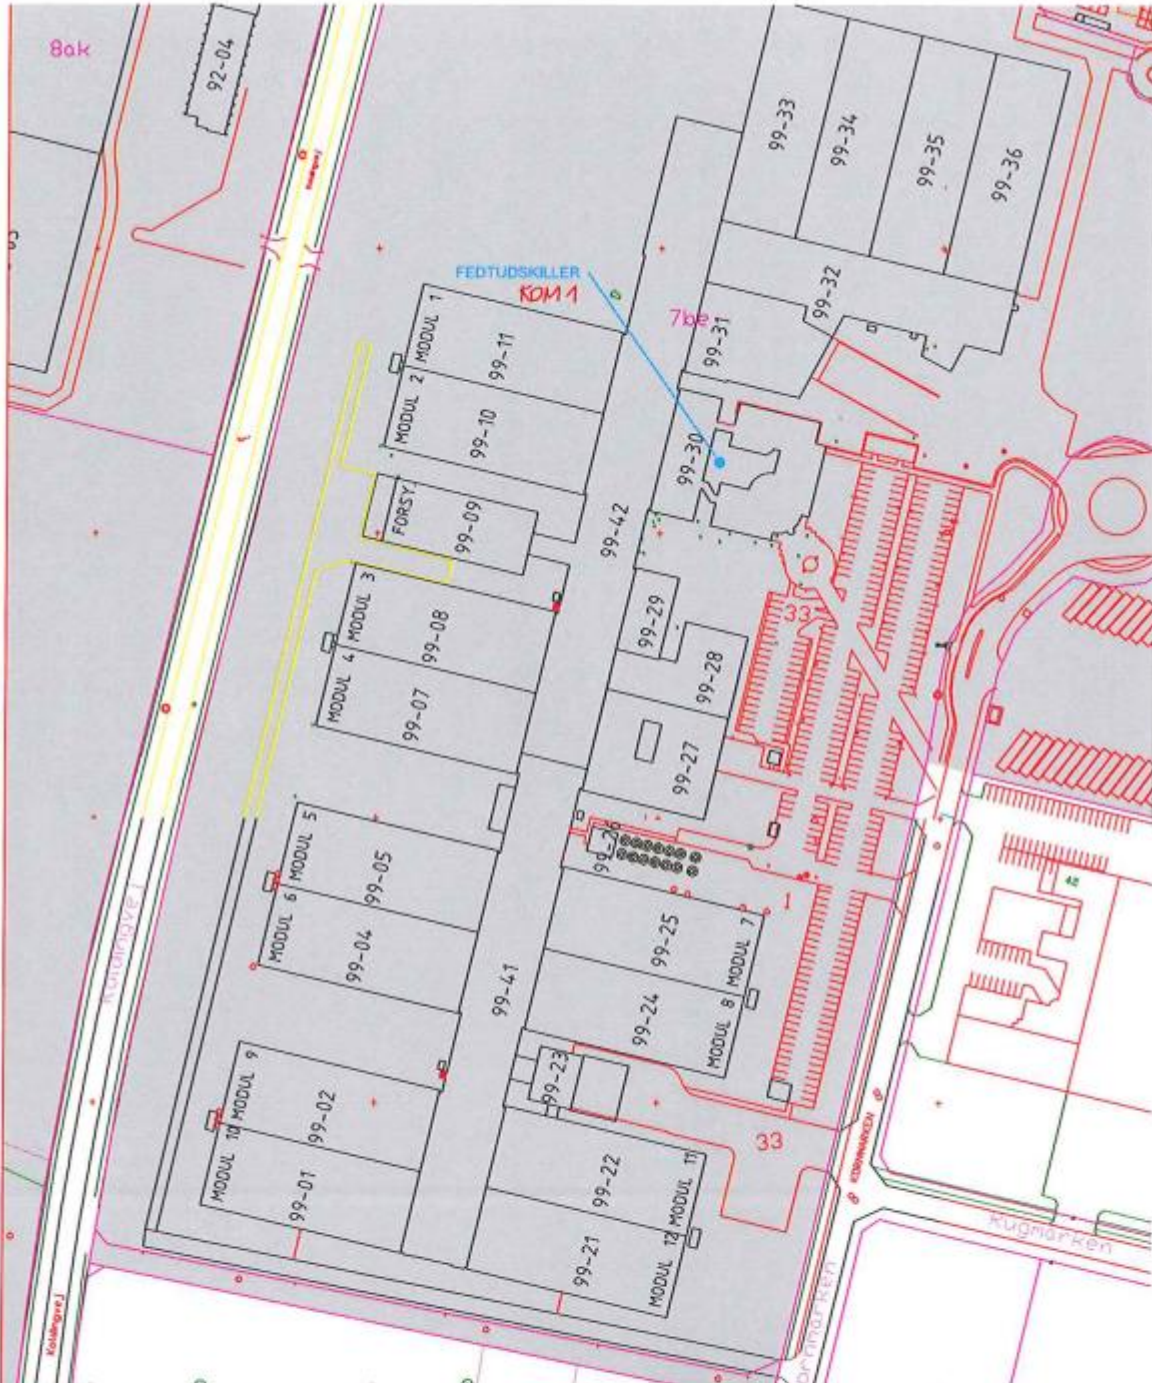 8ak
92-04
99-33
99-34
99-35
99-36
FEDTUDSKILLER
KOM 1
7be
99-32
99-31
MODUL 1
99-11
MODUL 2
99-10
99-30
FORSY.
99-09
99-42
MODUL 3
99-08
99-29
33
MODUL 4
99-07
99-28
99-27
MODUL 5
99-05
99-26
MODUL 6
99-04
99-25
MODUL 7
1
Koldingvej
99-41
99-24
MODUL 8
MODUL 9
99-02
99-23
33
KORNMARKEN
MODUL 10
99-01
99-22
MODUL 11
Rugmarken
99-21
MODUL 12
Koldingvej
ornmarken